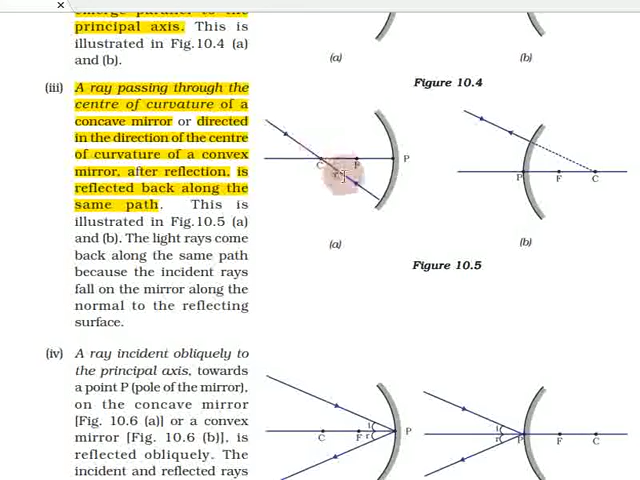 emerge parallel to the
principal axis. This is
illustrated in Fig.10.4 (a)
and (b).
(a)
(b)
Figure 10.4
(iii) A ray passing through the
centre of curvature of a
concave mirror or directed
in the direction of the centre
of curvature of a convex
mirror, after reflection, is
reflected back along the
same path. This is
illustrated in Fig.10.5 (a)
and (b). The light rays come
back along the same path
because the incident rays
fall on the mirror along the
normal to the reflecting
surface.
C F P
P F C
(a)
(b)
Figure 10.5
(iv) A ray incident obliquely to
the principal axis, towards
a point P (pole of the mirror),
on the concave mirror
[Fig. 10.6 (a)] or a convex
mirror [Fig. 10.6 (b)], is
reflected obliquely. The
incident and reflected rays
i
C F r P
i
r P F C